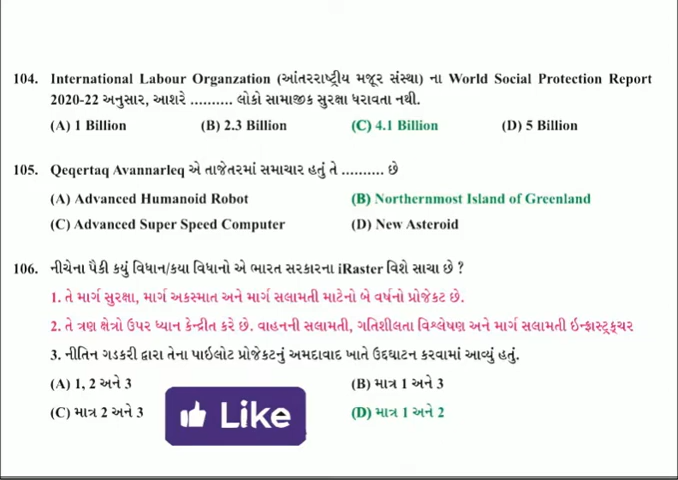 104. International Labour Organzation (આંતરરાષ્ટ્રીય મજૂર સંસ્થા) ના World Social Protection Report
2020-22 અનુસાર, આશરે .......... લોકો સામાજીક સુરક્ષા ધરાવતા નથી.
(A) 1 Billion (B) 2.3 Billion (C) 4.1 Billion (D) 5 Billion
105. Qeqertaq Avannarleq એ તાજેતરમાં સમાચાર હતું તે .......... છે
(A) Advanced Humanoid Robot (B) Northernmost Island of Greenland
(C) Advanced Super Speed Computer (D) New Asteroid
106. નીચેના પૈકી કયું વિધાન/કયા વિધાનો એ ભારત સરકારના iRaster વિશે સાચા છે ?
1. તે માર્ગ સુરક્ષા, માર્ગ અકસ્માત અને માર્ગ સલામતી માટેનો બે વર્ષનો પ્રોજેકટ છે.
2. તે ત્રણ ક્ષેત્રો ઉપર ધ્યાન કેન્દ્રીત કરે છે. વાહનની સલામતી, ગતિશીલતા વિશ્લેષણ અને માર્ગ સલામતી ઇન્ફ્રાસ્ટ્રકચર
3. નીતિન ગડકરી દ્વારા તેના પાઇલોટ પ્રોજેકટનું અમદાવાદ ખાતે ઉદઘાટન કરવામાં આવ્યું હતું.
(A) 1, 2 અને 3 (B) માત્ર 1 અને 3
(C) માત્ર 2 અને 3 (D) માત્ર 1 અને 2
Like